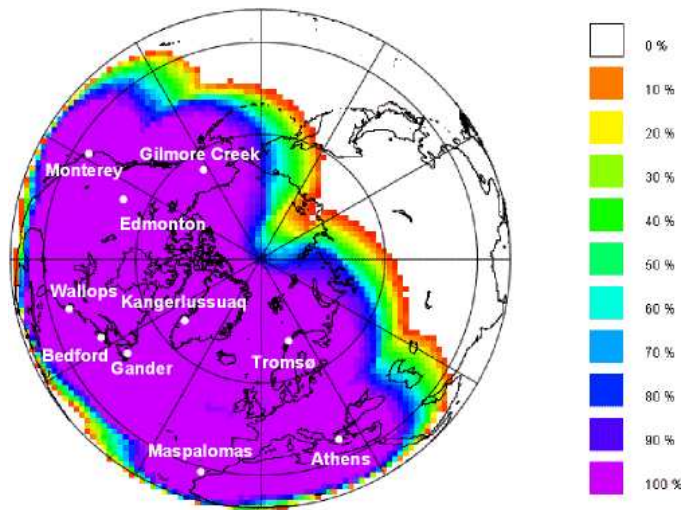 0 %
10 %
20 %
30 %
40 %
50 %
60 %
70 %
80 %
90 %
100 %
Gilmore Creek
Monterey
Edmonton
Wallops
Kangerlussuaq
Bedford
Gander
Tromsø
Maspalomas
Athens